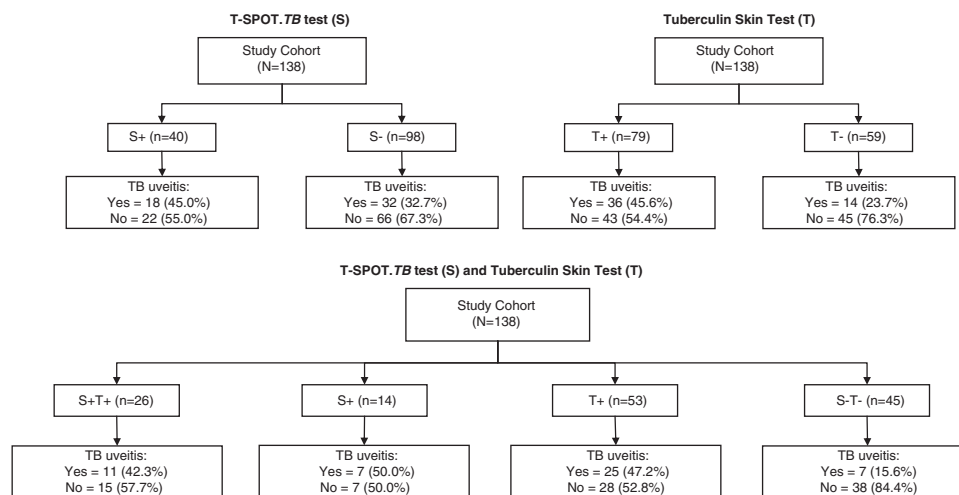 T-SPOT.TB test (S)
Study Cohort
(N=138)
S+ (n=40)
S- (n=98)
TB uveitis:
Yes = 18 (45.0%)
No = 22 (55.0%)
TB uveitis:
Yes = 32 (32.7%)
No = 66 (67.3%)
Tuberculin Skin Test (T)
Study Cohort
(N=138)
T+ (n=79)
T- (n=59)
TB uveitis:
Yes = 36 (45.6%)
No = 43 (54.4%)
TB uveitis:
Yes = 14 (23.7%)
No = 45 (76.3%)
T-SPOT.TB test (S) and Tuberculin Skin Test (T)
Study Cohort
(N=138)
S+T+ (n=26)
S+ (n=14)
T+ (n=53)
S-T- (n=45)
TB uveitis:
Yes = 11 (42.3%)
No = 15 (57.7%)
TB uveitis:
Yes = 7 (50.0%)
No = 7 (50.0%)
TB uveitis:
Yes = 25 (47.2%)
No = 28 (52.8%)
TB uveitis:
Yes = 7 (15.6%)
No = 38 (84.4%)